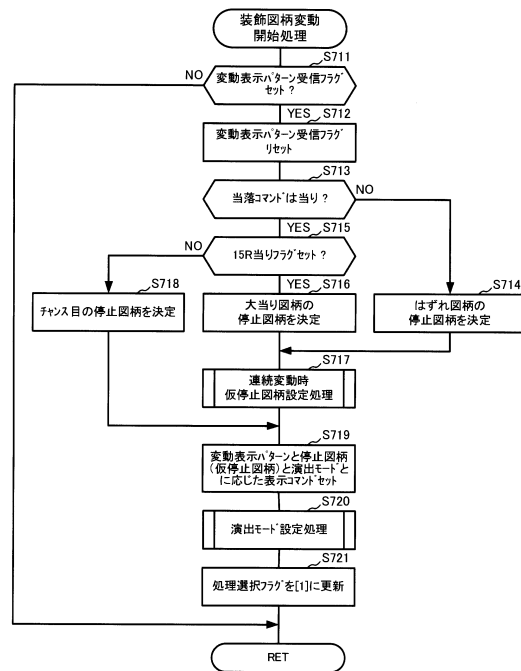 装飾図柄変動
開始処理
S711
NO
変動表示パターン受信フラグ
セット?
YES
S712
変動表示パターン受信フラグ
リセット
S713
当落コマンドは当り?
NO
YES
S715
NO
15R当りフラグセット?
S718
YES
S716
S714
チャンス目の停止図柄を決定
大当り図柄の
停止図柄を決定
はずれ図柄の
停止図柄を決定
S717
連続変動時
仮停止図柄設定処理
S719
変動表示パターンと停止図柄
(仮停止図柄)と演出モードと
に応じた表示コマンドセット
S720
演出モード設定処理
S721
処理選択フラグを[1]に更新
RET